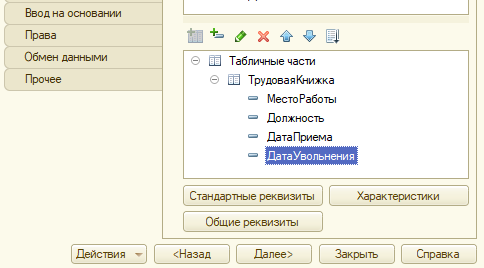 Ввод на основании
Права
Обмен данными
Прочее
Табличные части
ТрудоваяКнижка
МестоРаботы
Должность
ДатаПриема
ДатаУвольнения
Стандартные реквизиты
Характеристики
Общие реквизиты
Действия
<Назад
Далее>
Закрыть
Справка